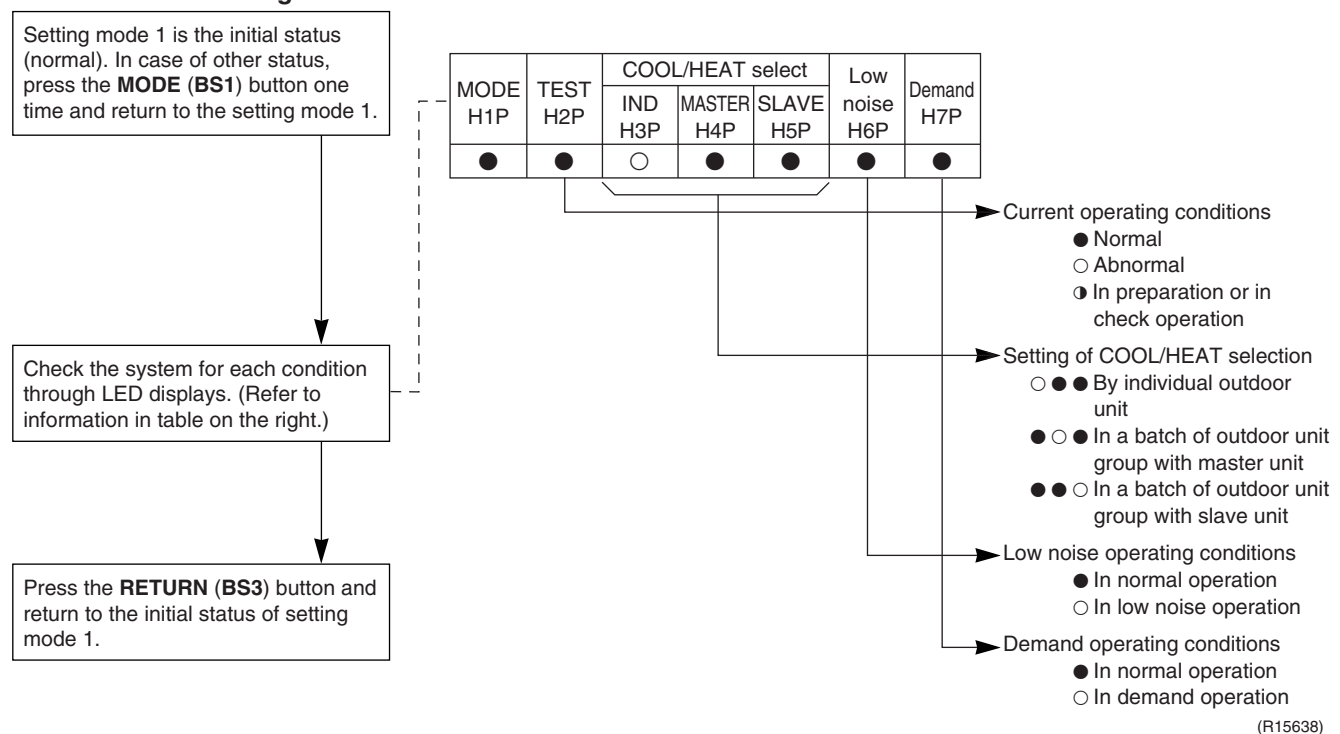 Setting mode 1 is the initial status
(normal). In case of other status,
press the MODE (BS1) button one
time and return to the setting mode 1.
Check the system for each condition
through LED displays. (Refer to
information in table on the right.)
Press the RETURN (BS3) button and
return to the initial status of setting
mode 1.
MODE
H1P
TEST
H2P
COOL/HEAT select
IND
H3P
MASTER
H4P
SLAVE
H5P
Low
noise
H6P
Demand
H7P
● ● ○ ● ● ● ●
Current operating conditions
● Normal
○ Abnormal
◑ In preparation or in
check operation
Setting of COOL/HEAT selection
○ ● ● By individual outdoor
unit
● ○ ● In a batch of outdoor unit
group with master unit
● ● ○ In a batch of outdoor unit
group with slave unit
Low noise operating conditions
● In normal operation
○ In low noise operation
Demand operating conditions
● In normal operation
○ In demand operation
(R15638)